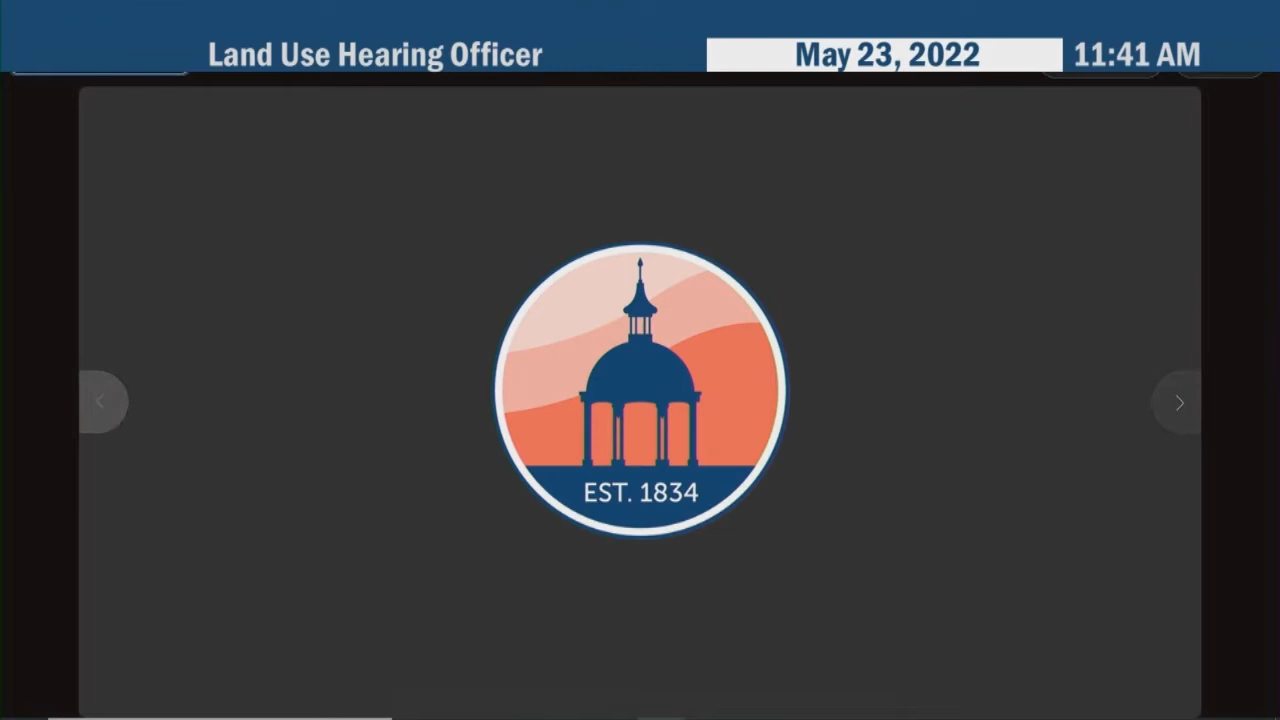 Land Use Hearing Officer
May 23, 2022
11:41 AM
EST. 1834